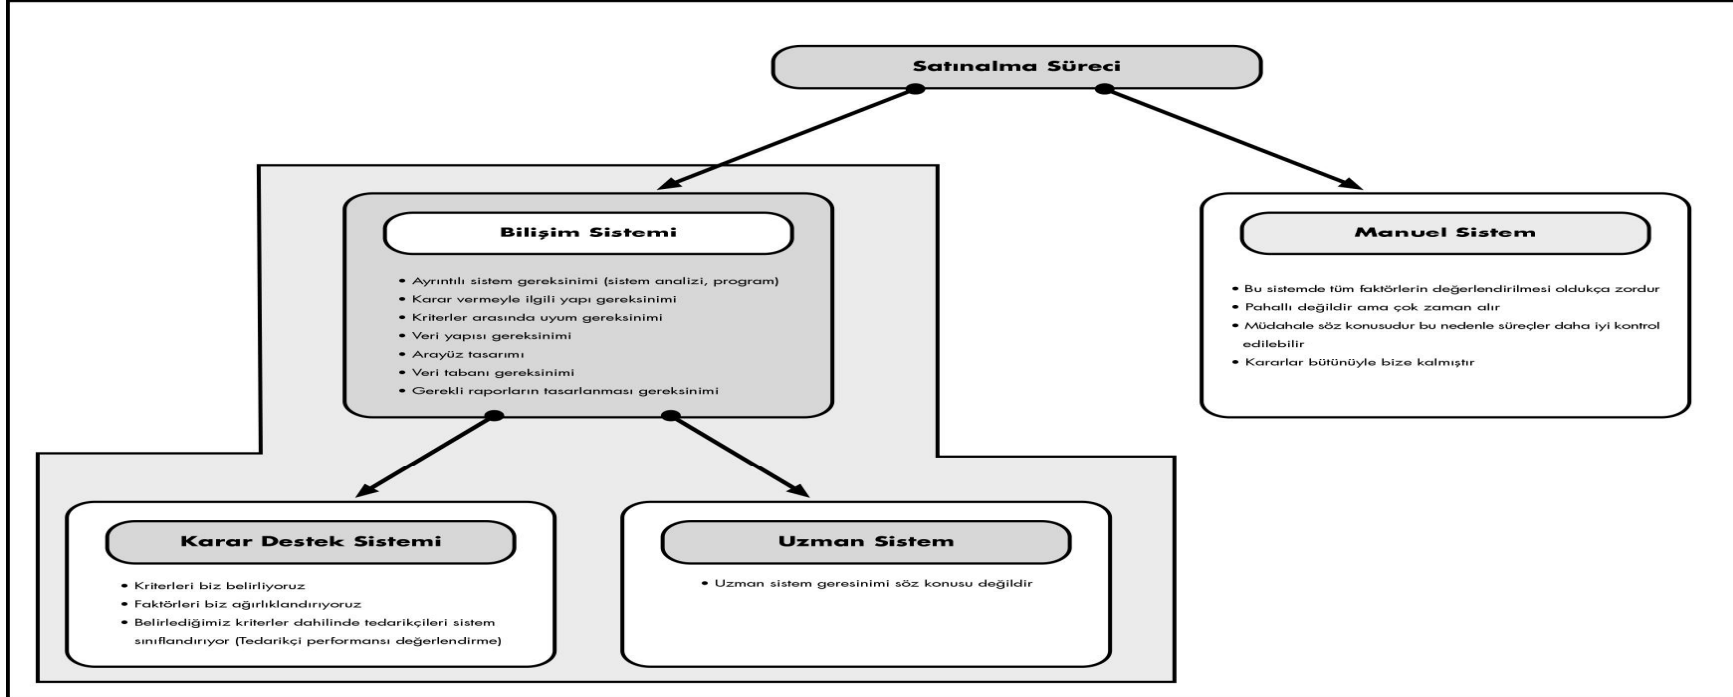 Satınalma Süreci
Bilişim Sistemi
• Ayrıntılı sistem gereksinimi (sistem analizi, program)
• Karar vermeyle ilgili yapı gereksinimi
• Kriterler arasında uyum gereksinimi
• Veri yapısı gereksinimi
• Arayüz tasarımı
• Veri tabanı gereksinimi
• Gerekli raporların tasarlanması gereksinimi
Manuel Sistem
• Bu sistemde tüm faktörlerin değerlendirilmesi oldukça zordur
• Pahallı değildir ama çok zaman alır
• Müdahale söz konusudur bu nedenle süreçler daha iyi kontrol
edilebilir
• Kararlar bütünüyle bize kalmıştır
Karar Destek Sistemi
• Kriterleri biz belirliyoruz
• Faktörleri biz ağırlıklandırıyoruz
• Belirlediğimiz kriterler dahilinde tedarikçileri sistem
sınıflandırıyor (Tedarikçi performansı değerlendirme)
Uzman Sistem
• Uzman sistem geresinimi söz konusu değildir